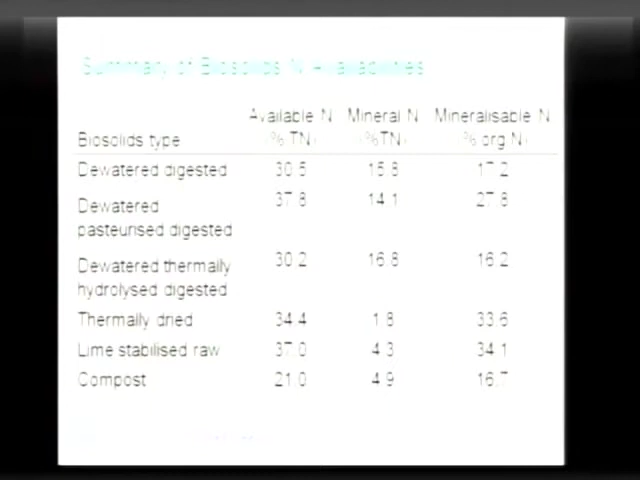 Summary of Biosolids N Availabilities
Available N Mineral N Mineralisable N
Biosolids type (%TN) (%TN) (% org N)
Dewatered digested 30.5 15.8 17.2
Dewatered 37.8 14.1 27.8
pasteurised digested
Dewatered thermally 30.2 16.8 16.2
hydrolysed digested
Thermally dried 34.4 1.8 33.6
Lime stabilised raw 37.0 4.3 34.1
Compost 21.0 4.9 16.7